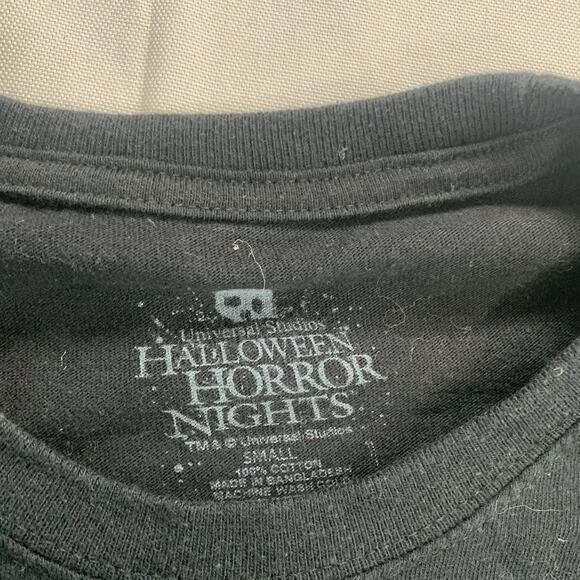 Universal Studios
HALLOWEEN
HORROR
NIGHTS
TM & © Universal Studios
SMALL
100% COTTON
MADE IN BANGLADESH
MACHINE WASH COLD